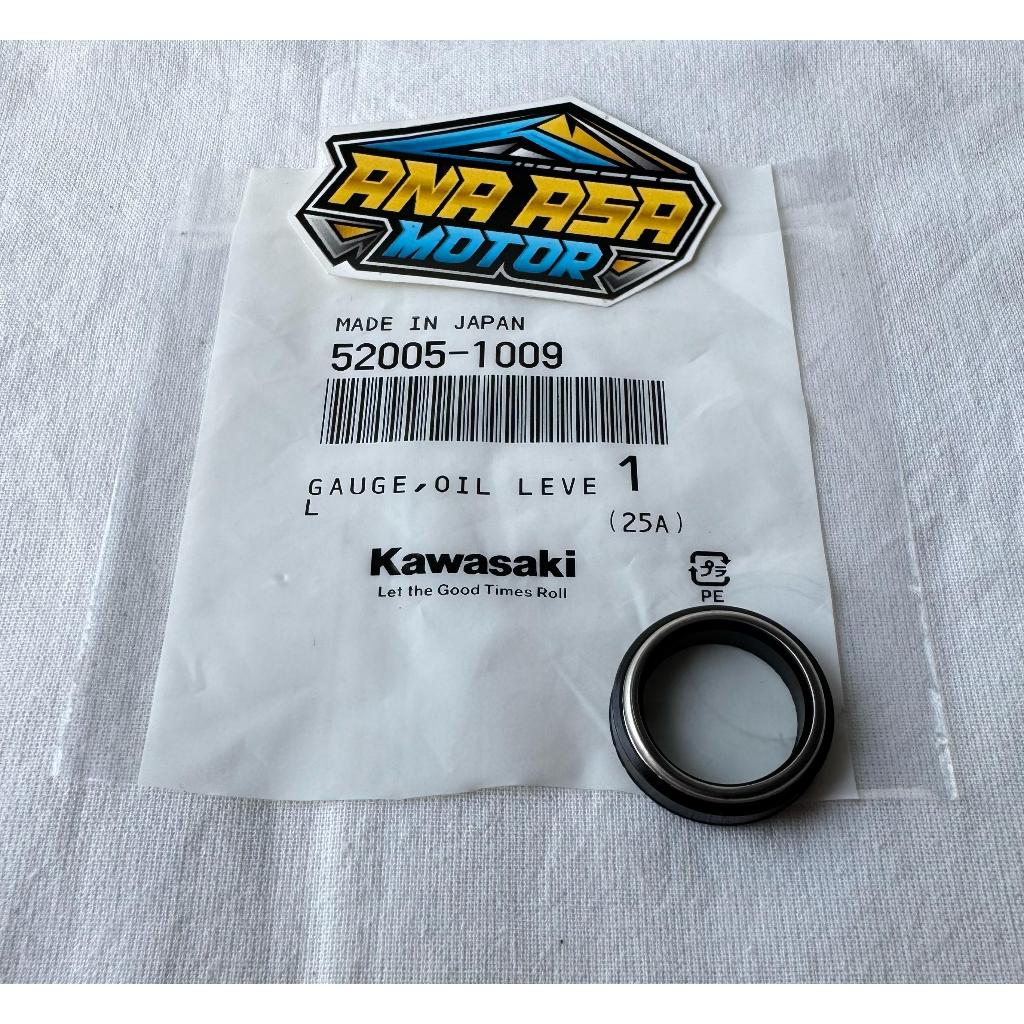 ANA ASA
MOTOR
MADE IN JAPAN
52005-1009
GAUGE,OIL LEVE 1
L
(25A)
Kawasaki
Let the Good Times Roll
プラ
PE